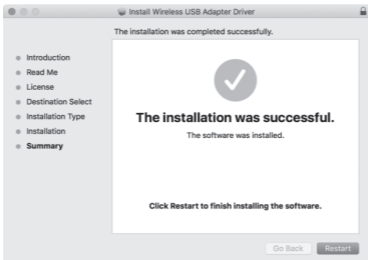 Install Wireless USB Adapter Driver
The installation was completed successfully.
Introduction
Read Me
License
Destination Select
Installation Type
Installation
Summary
The installation was successful.
The software was installed.
Click Restart to finish installing the software.
Go Back
Restart